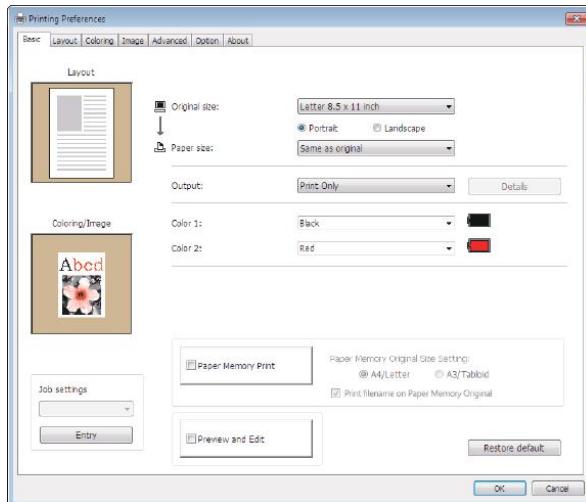 Printing Preferences
Basic Layout Coloring Image Advanced Option About
Layout
Original size: Letter 8.5 x 11 inch
Portrait Landscape
Paper size: Same as original
Output: Print Only Details
Coloring/Image
Color 1: Black
Color 2: Red
Abcd
Paper Memory Print
Paper Memory Original Size Setting:
A4/Letter A3/Tabloid
Print filename on Paper Memory Original
Job settings
Entry
Preview and Edit
Restore default
OK Cancel